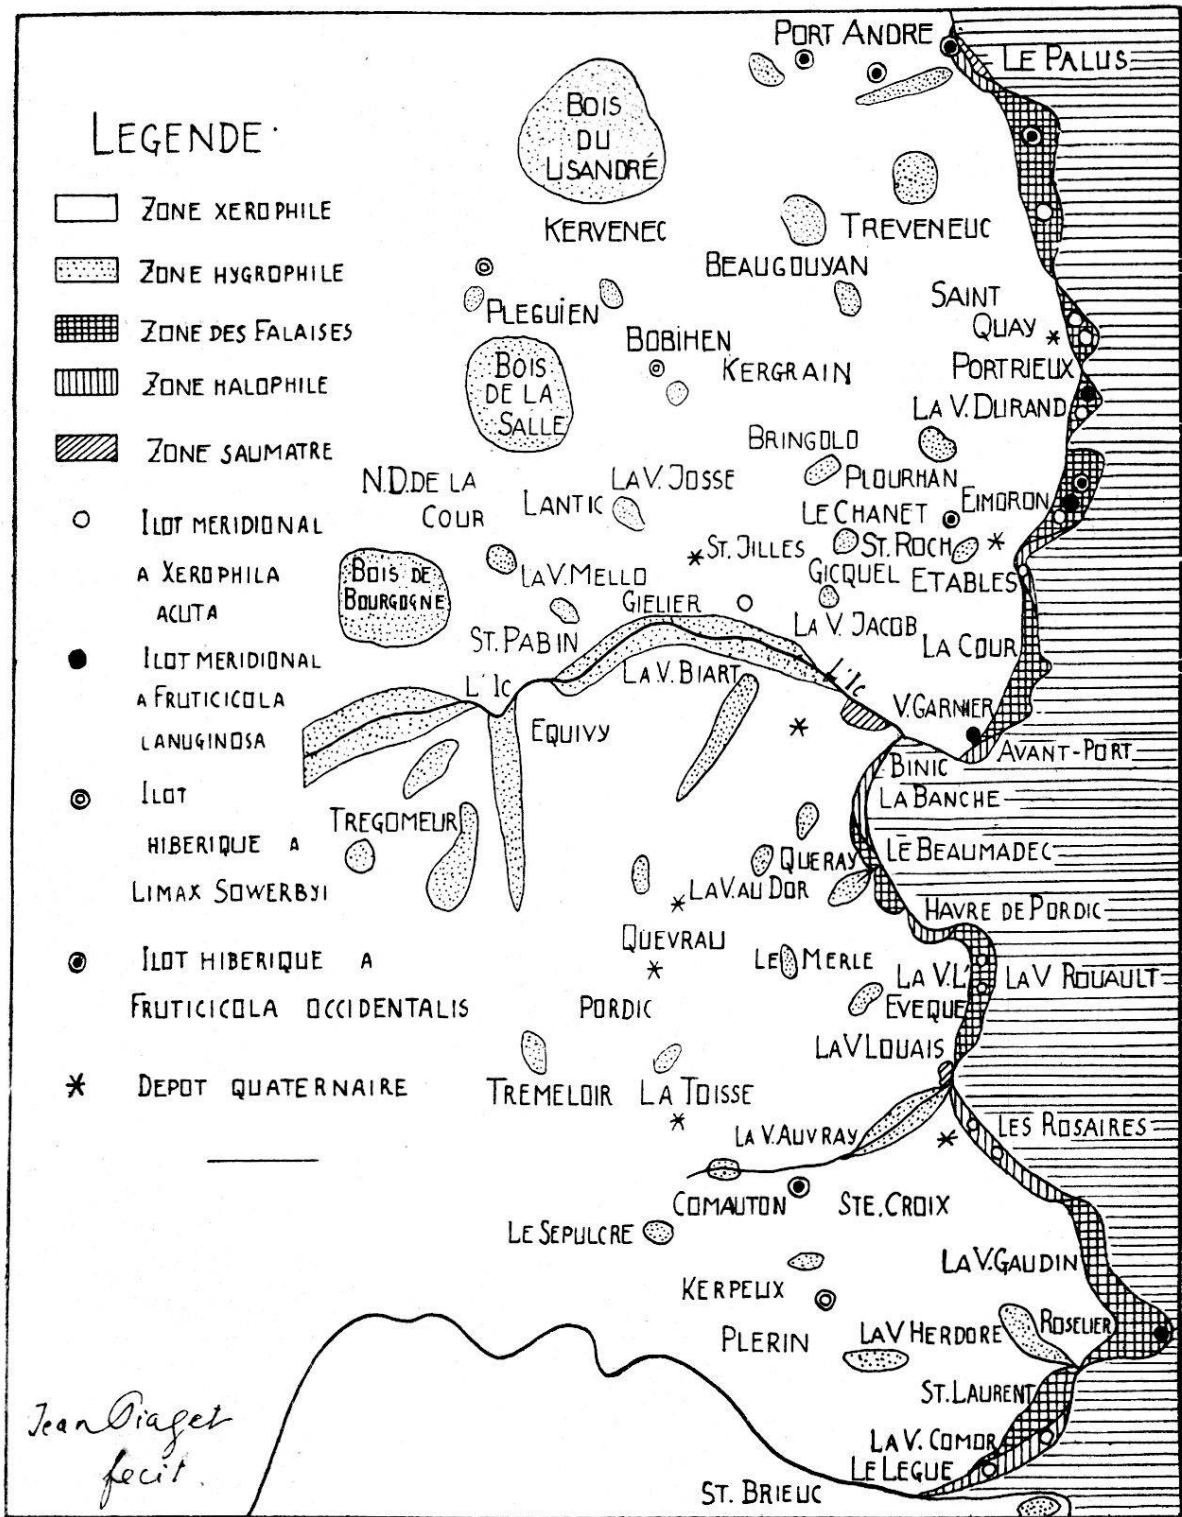 LEGENDE
ZONE XEROPHILE
ZONE HYGROPHILE
ZONE DES FALAISES
ZONE HALOPHILE
ZONE SAUMATRE
ILOT MERIDIONAL
A XEROPHILA
ACUTA
ILOT MERIDIONAL
A FRUTICICOLA
LANUGINOSA
ILOT
HIBERIQUE A
LIMAX SOWERBYI
ILOT HIBERIQUE A
FRUTICICOLA OCCIDENTALIS
DEPOT QUATERNAIRE
Jean Piaget
fecit.
PORT ANDRE
LE PALUS
BOIS
DU
LISANDRÉ
KERVENEC
TREVENEUC
BEAUGOUYAN
PLEGUIEN
SAINT
QUAY
BOBIHEN
KERGRAIN
PORTRIEUX
BOIS
DE LA
SALLE
LA V. DURAND
BRINGOLO
PLOURHAN
N.D. DE LA
COUR
LANTIC
LA V. JOSSE
LE CHANET
EIMORON
ST. JILLES
ST. ROCH
BOIS DE
BOURGOGNE
LA V. MELLO
GICQUEL
ETABLES
GIELIER
LA V. JACOB
ST. PABIN
LA COUR
L'IC
LA V. BIART
L'IC
V. GARNIER
EQUIVY
AVANT-PORT
BINIC
LA BANCHE
TREGOMEUR
QUERAY
LE BEAUMADEC
LA V. AU DOR
HAVRE DE PORDIC
QUEVRAU
LE MERLE
LA V. L'
EVEQUE
LA V ROUAULT
PORDIC
LA V LOUAIS
TREMELOIR
LA TOISSE
LES ROSAIRES
LA V. AUVRAY
COMAUTON
STE. CROIX
LE SEPULCRE
LA V. GAUDIN
KERPEUX
PLERIN
LA V HERDORE
ROSELIER
ST. LAURENT
LA V. COMOR
LE LEGUE
ST. BRIEUC